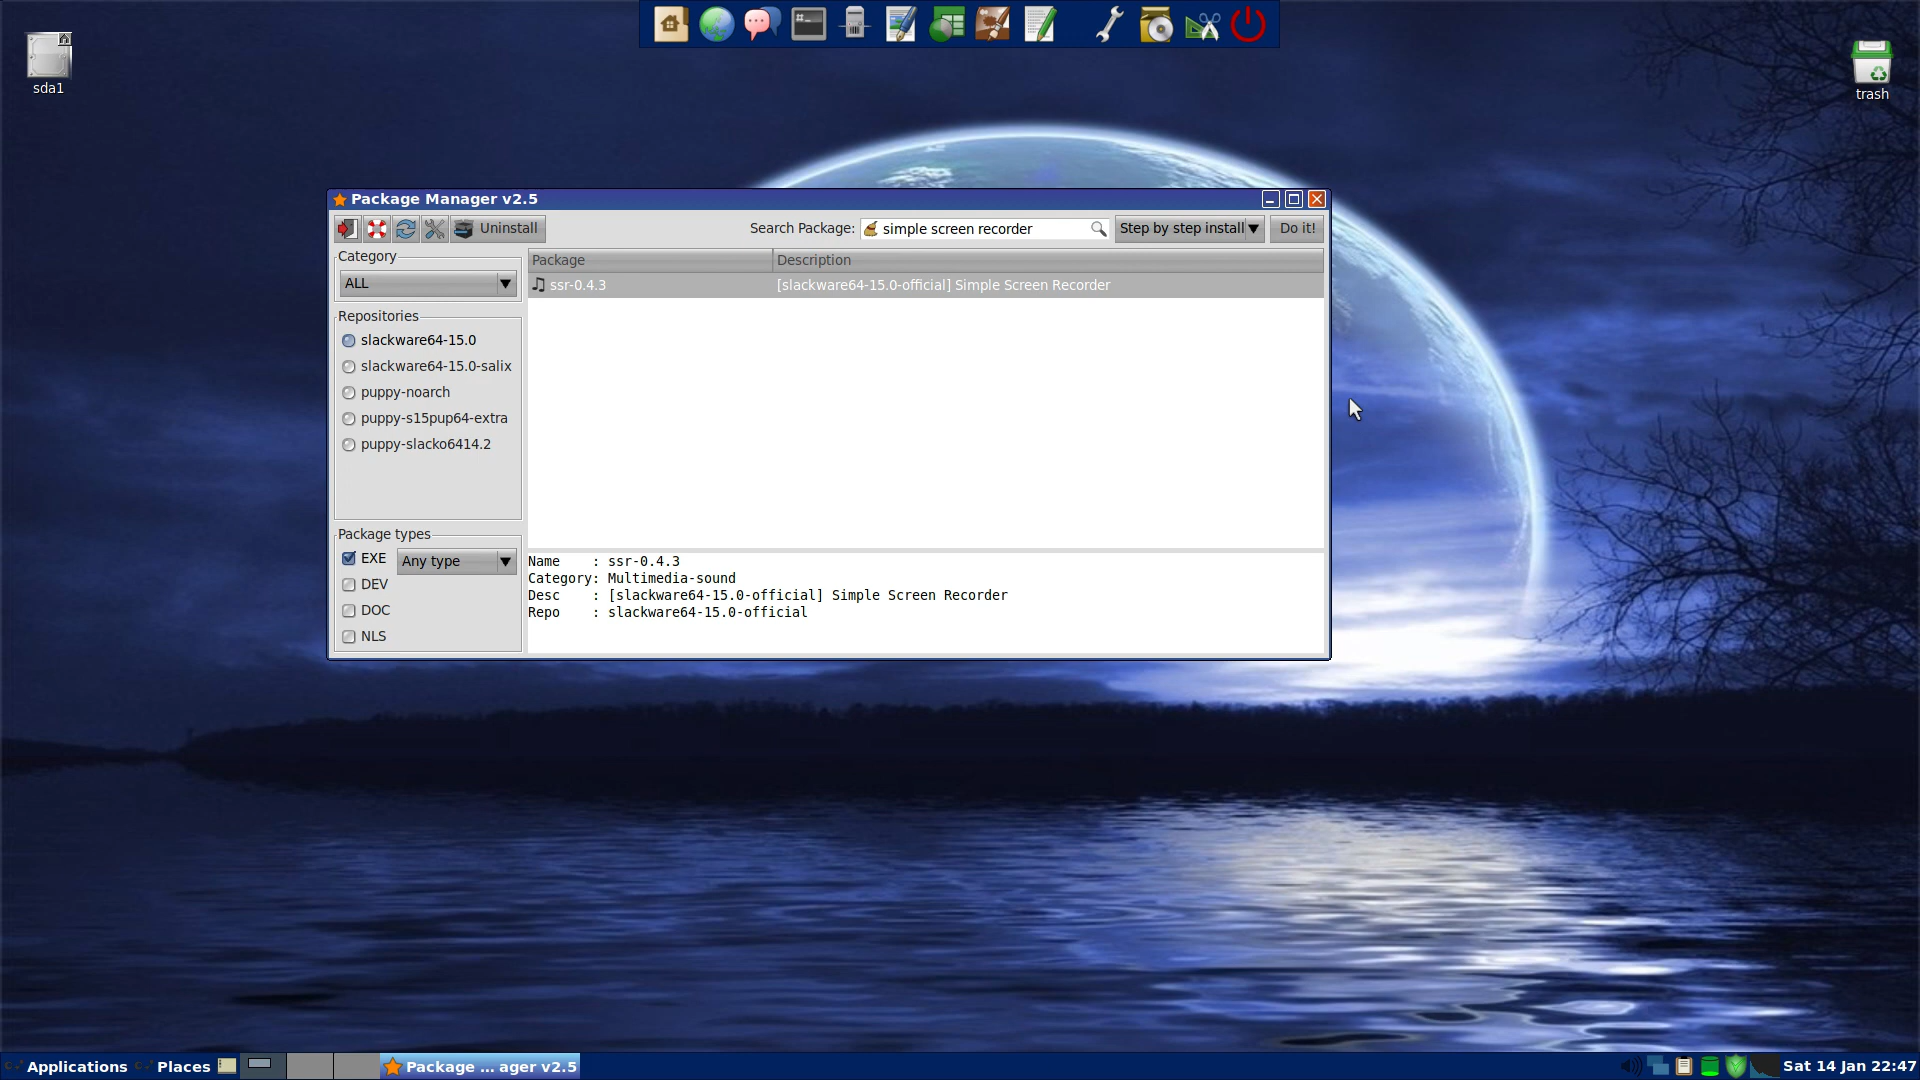 sda1
trash
Package Manager v2.5
Uninstall
Search Package:
simple screen recorder
Step by step install
Do it!
Category
ALL
Repositories
slackware64-15.0
slackware64-15.0-salix
puppy-noarch
puppy-s15pup64-extra
puppy-slacko6414.2
Package types
EXE
Any type
DEV
DOC
NLS
Package
Description
ssr-0.4.3
[slackware64-15.0-official] Simple Screen Recorder
Name    : ssr-0.4.3
Category: Multimedia-sound
Desc    : [slackware64-15.0-official] Simple Screen Recorder
Repo    : slackware64-15.0-official
Applications
Places
Package ... ager v2.5
Sat 14 Jan 22:47